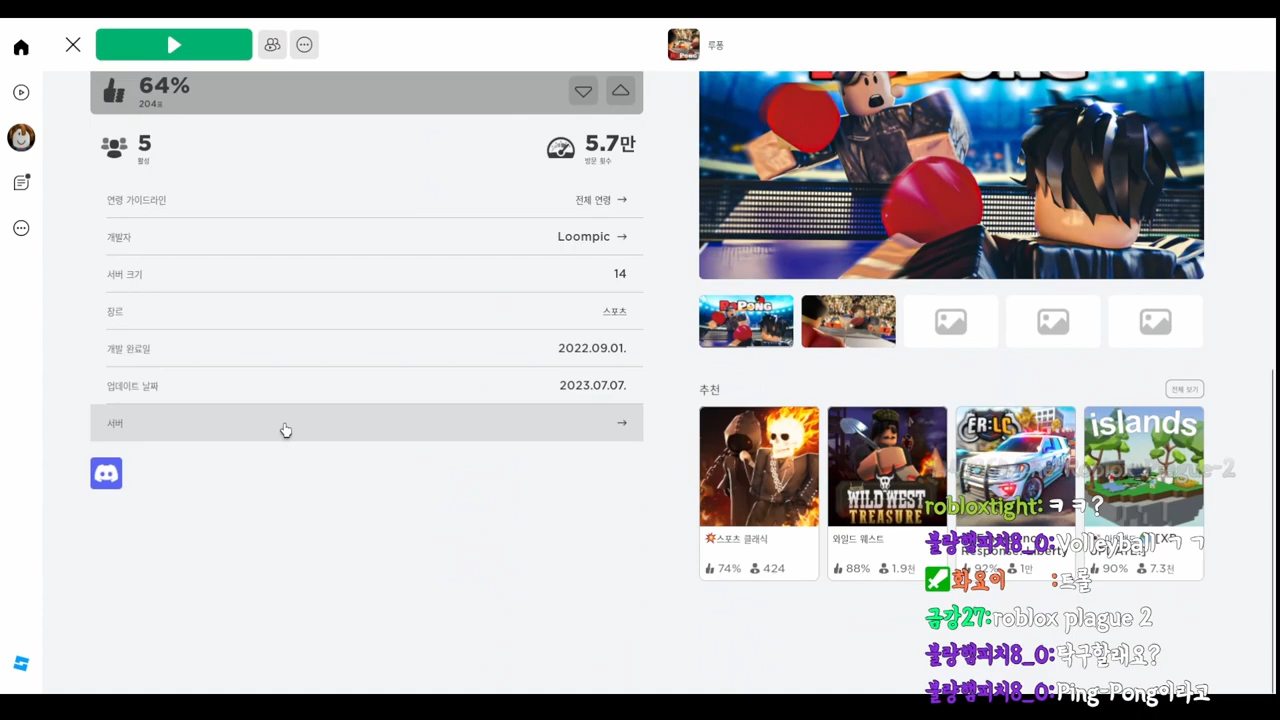 루퐁
64%
204표
5
활성
5.7만
방문 횟수
연령 가이드라인
전체 연령
개발자
Loompic
서버 크기
14
장르
스포츠
개발 완료일
2022.09.01.
업데이트 날짜
2023.07.07.
서버
추천
전체 보기
WILD WEST
TREASURE
ER:LC
islands
스포츠 클래식
와일드 웨스트
74%
424
88%
1.9천
92%
1만
90%
7.3천
robloxtight: ㅋㅋ?
불량햄피치8_0: Volleyball ㄱㄱ
화요이 : 트롤
금강27: roblox plague 2
불량햄피치8_0: 탁구할래요?
불량햄피치8_0: Ping-Pong이라고